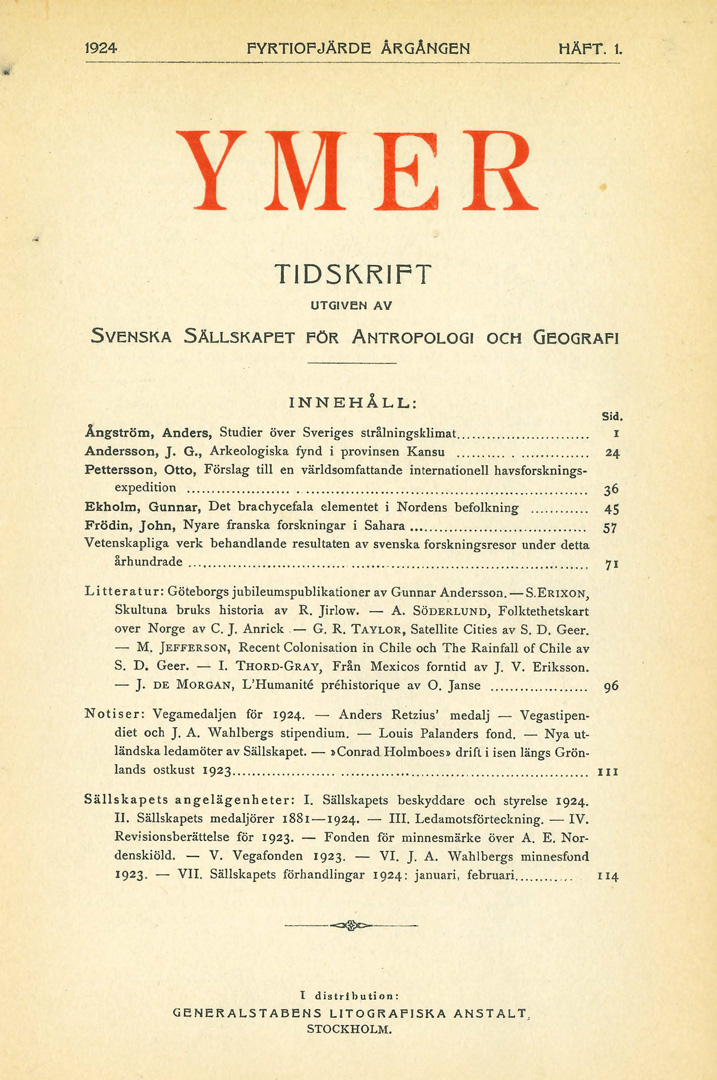 1924 FYRTIOFJÄRDE ÅRGÅNGEN HÄFT. 1.
YMER
TIDSKRIFT
UTGIVEN AV
SVENSKA SÄLLSKAPET FÖR ANTROPOLOGI OCH GEOGRAFI
INNEHÅLL:
Sid.
Ångström, Anders, Studier över Sveriges strålningsklimat............................ 1
Andersson, J. G., Arkeologiska fynd i provinsen Kansu ............ . ............... 24
Pettersson, Otto, Förslag till en världsomfattande internationell havsforsknings-
expedition ...................... . .................................................. 36
Ekholm, Gunnar, Det brachycefala elementet i Nordens befolkning ............ 45
Frödin, John, Nyare franska forskningar i Sahara .................................... 57
Vetenskapliga verk behandlande resultaten av svenska forskningsresor under detta
århundrade ........................................................................ 71
Litteratur: Göteborgs jubileumspublikationer av Gunnar Andersson. — S. ERIXON,
Skultuna bruks historia av R. Jirlow. — A. SÖDERLUND, Folktethetskart
over Norge av C. J. Anrick — G. R. TAYLOR, Satellite Cities av S. D. Geer.
— M. JEFFERSON, Recent Colonisation in Chile och The Rainfall of Chile av
S. D. Geer. — I. THORD-GRAY, Från Mexicos forntid av J. V. Eriksson.
— J. DE MORGAN, L'Humanité préhistorique av O. Janse .................... 96
Notiser: Vegamedaljen för 1924. — Anders Retzius' medalj — Vegastipen-
diet och J. A. Wahlbergs stipendium. — Louis Palanders fond. — Nya ut-
ländska ledamöter av Sällskapet. — »Conrad Holmboes» drift i isen längs Grön-
lands ostkust 1923...................................................................... 111
Sällskapets angelägenheter: I. Sällskapets beskyddare och styrelse 1924.
II. Sällskapets medaljörer 1881—1924. — III. Ledamotsförteckning. — IV.
Revisionsberättelse för 1923. — Fonden för minnesmärke över A. E. Nor-
denskiöld. — V. Vegafonden 1923. — VI. J. A. Wahlbergs minnesfond
1923. — VII. Sällskapets förhandlingar 1924: januari, februari............ 114
I distribution:
GENERALSTABENS LITOGRAFISKA ANSTALT,
STOCKHOLM.